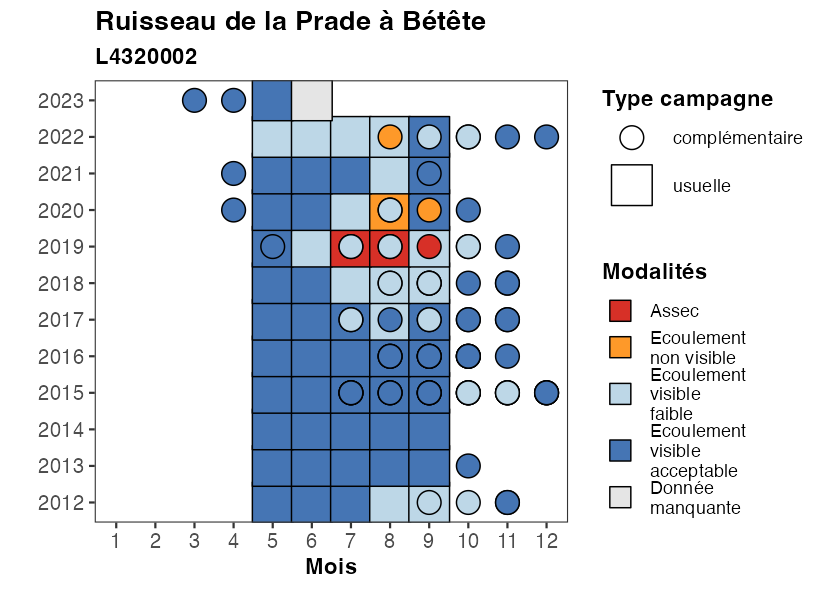 Ruisseau de la Prade à Bétête
L4320002
2023
2022
2021
2020
2019
2018
2017
2016
2015
2014
2013
2012
1 2 3 4 5 6 7 8 9 10 11 12
Mois
Type campagne
complémentaire
usuelle
Modalités
Assec
Ecoulement
non visible
Ecoulement
visible
faible
Ecoulement
visible
acceptable
Donnée
manquante